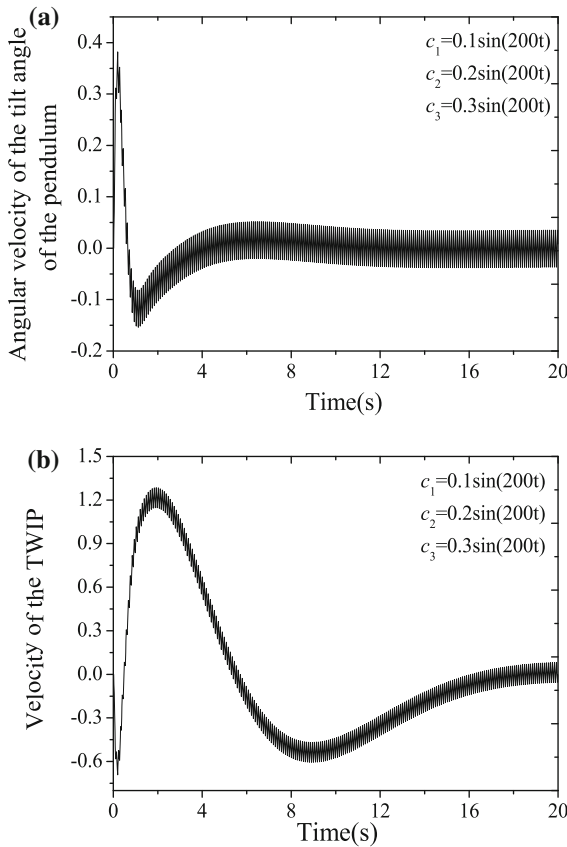 (a)
Angular velocity of the tilt angle
of the pendulum
0.4
0.3
0.2
0.1
0.0
-0.1
-0.2
c1=0.1sin(200t)
c2=0.2sin(200t)
c3=0.3sin(200t)
0 4 8 12 16 20
Time(s)
(b)
Velocity of the TWIP
1.5
1.2
0.9
0.6
0.3
0.0
-0.3
-0.6
c1=0.1sin(200t)
c2=0.2sin(200t)
c3=0.3sin(200t)
0 4 8 12 16 20
Time(s)